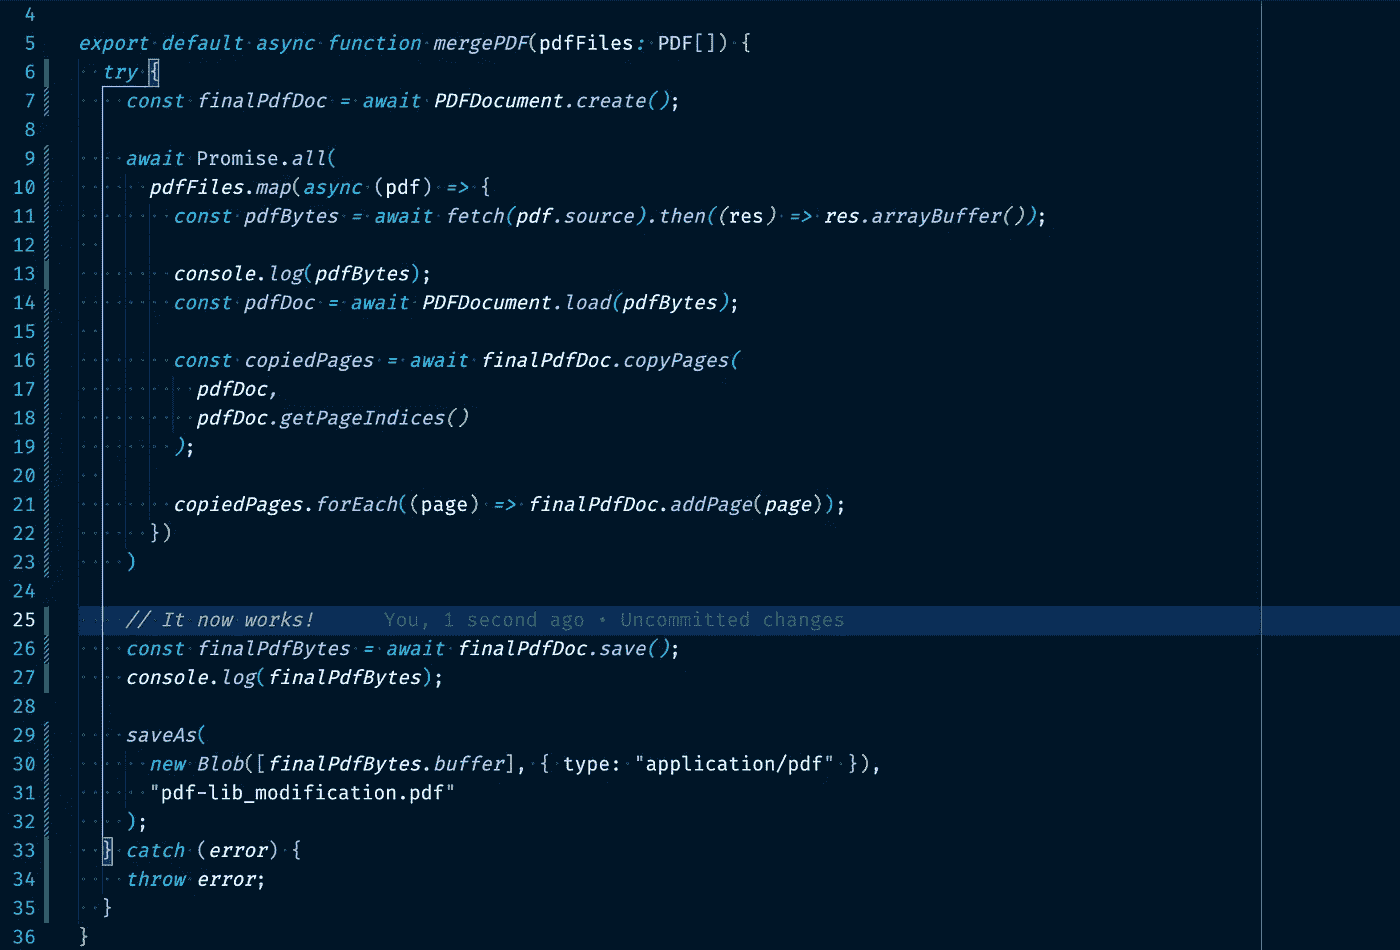 4
5 export default async function mergePDF(pdfFiles: PDF[]) {
6 try {
7 const finalPdfDoc = await PDFDocument.create();
8
9 await Promise.all(
10 pdfFiles.map(async (pdf) => {
11 const pdfBytes = await fetch(pdf.source).then((res) => res.arrayBuffer());
12
13 console.log(pdfBytes);
14 const pdfDoc = await PDFDocument.load(pdfBytes);
15
16 const copiedPages = await finalPdfDoc.copyPages(
17 pdfDoc,
18 pdfDoc.getPageIndices()
19 );
20
21 copiedPages.forEach((page) => finalPdfDoc.addPage(page));
22 })
23 )
24
25 // It now works! You, 1 second ago • Uncommitted changes
26 const finalPdfBytes = await finalPdfDoc.save();
27 console.log(finalPdfBytes);
28
29 saveAs(
30 new Blob([finalPdfBytes.buffer], { type: "application/pdf" }),
31 "pdf-lib_modification.pdf"
32 );
33 } catch (error) {
34 throw error;
35 }
36 }